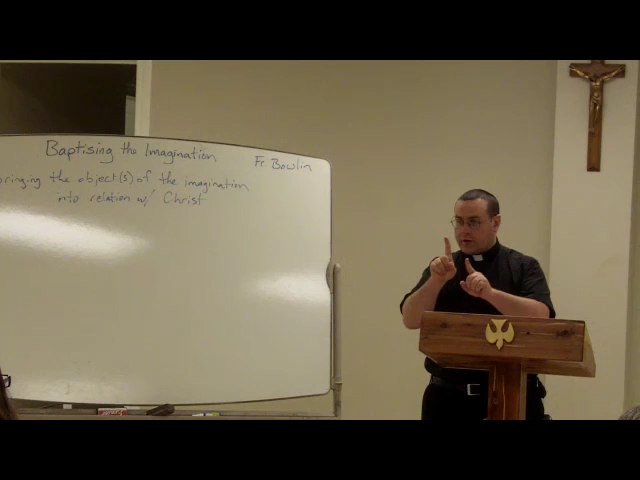 Baptising the Imagination
Fr. Bowlin
bringing the object(s) of the imagination
into relation w/ Christ